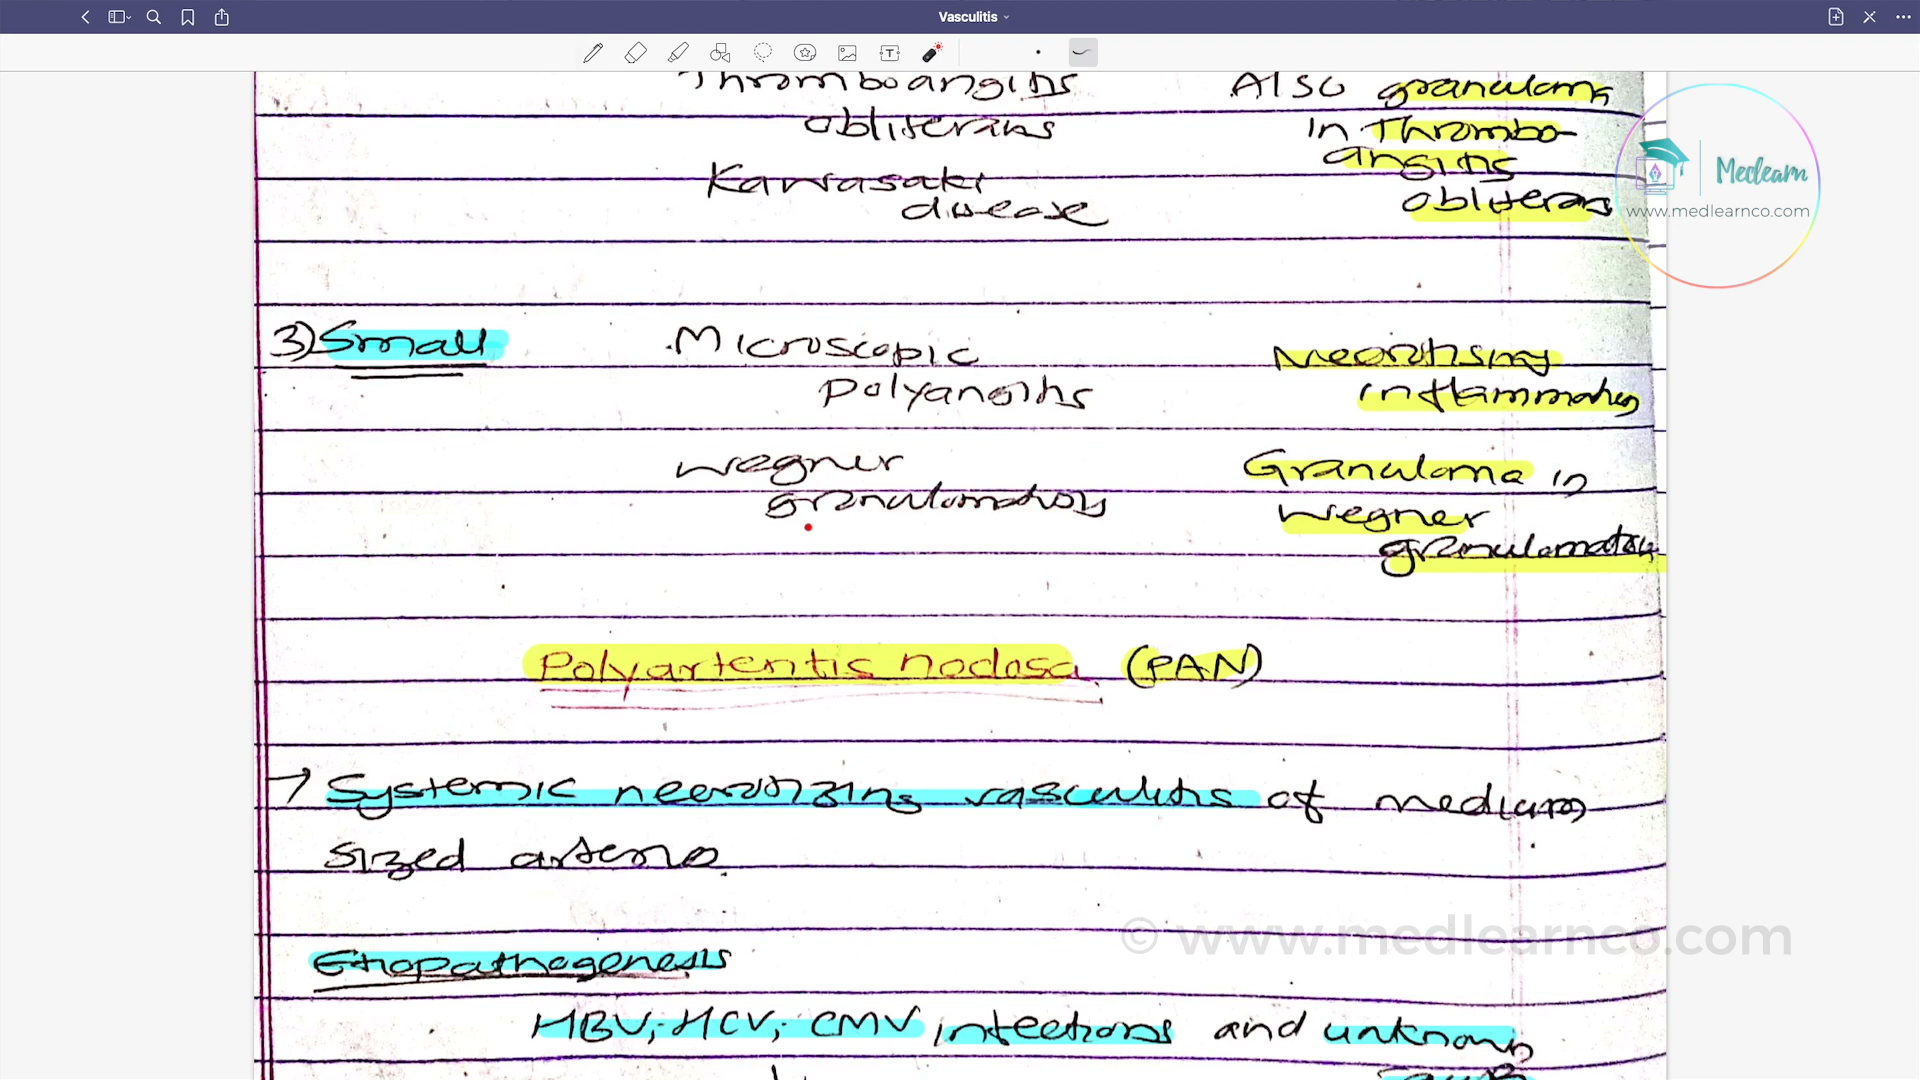 Vasculitis
Thromboangitis Also granuloma
obliterans in Thrombo-
angitis
Kawasaki obliterans
disease
3) Small Microscopic Necrotising
Polyangitis inflammation
Wegner Granuloma in
granulomatosis Wegner
granulomatosis
Polyarteritis nodosa (PAN)
→ Systemic necrotizing vasculitis of medium
sized arteries
Etiopathogenesis
HBV, HCV, CMV infections and unknown
Medlearn
www.medlearnco.com
© www.medlearnco.com